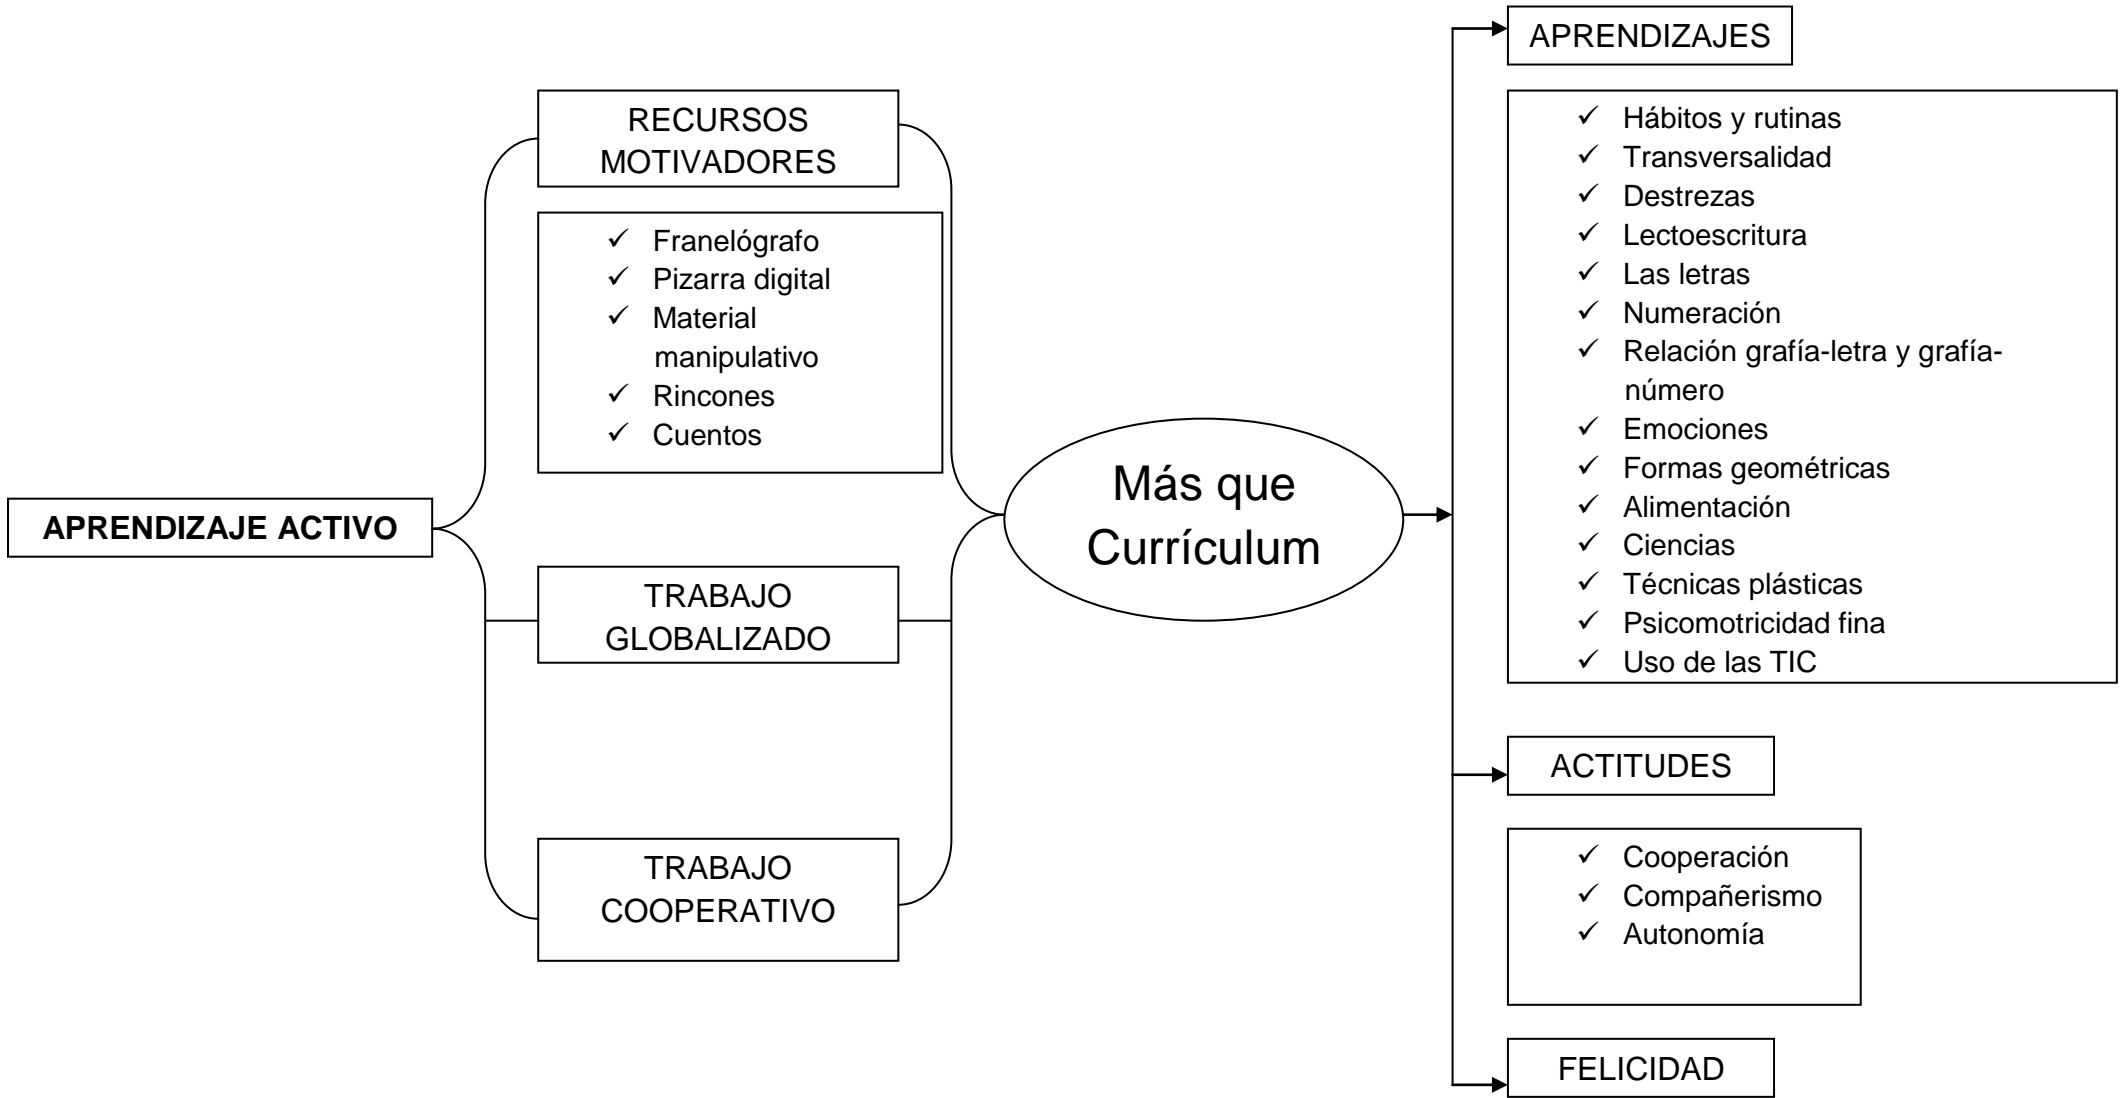 APRENDIZAJE ACTIVO
RECURSOS
MOTIVADORES
Franelógrafo
Pizarra digital
Material
manipulativo
Rincones
Cuentos
TRABAJO
GLOBALIZADO
TRABAJO
COOPERATIVO
Más que
Currículum
APRENDIZAJES
Hábitos y rutinas
Transversalidad
Destrezas
Lectoescritura
Las letras
Numeración
Relación grafía-letra y grafía-
número
Emociones
Formas geométricas
Alimentación
Ciencias
Técnicas plásticas
Psicomotricidad fina
Uso de las TIC
ACTITUDES
Cooperación
Compañerismo
Autonomía
FELICIDAD